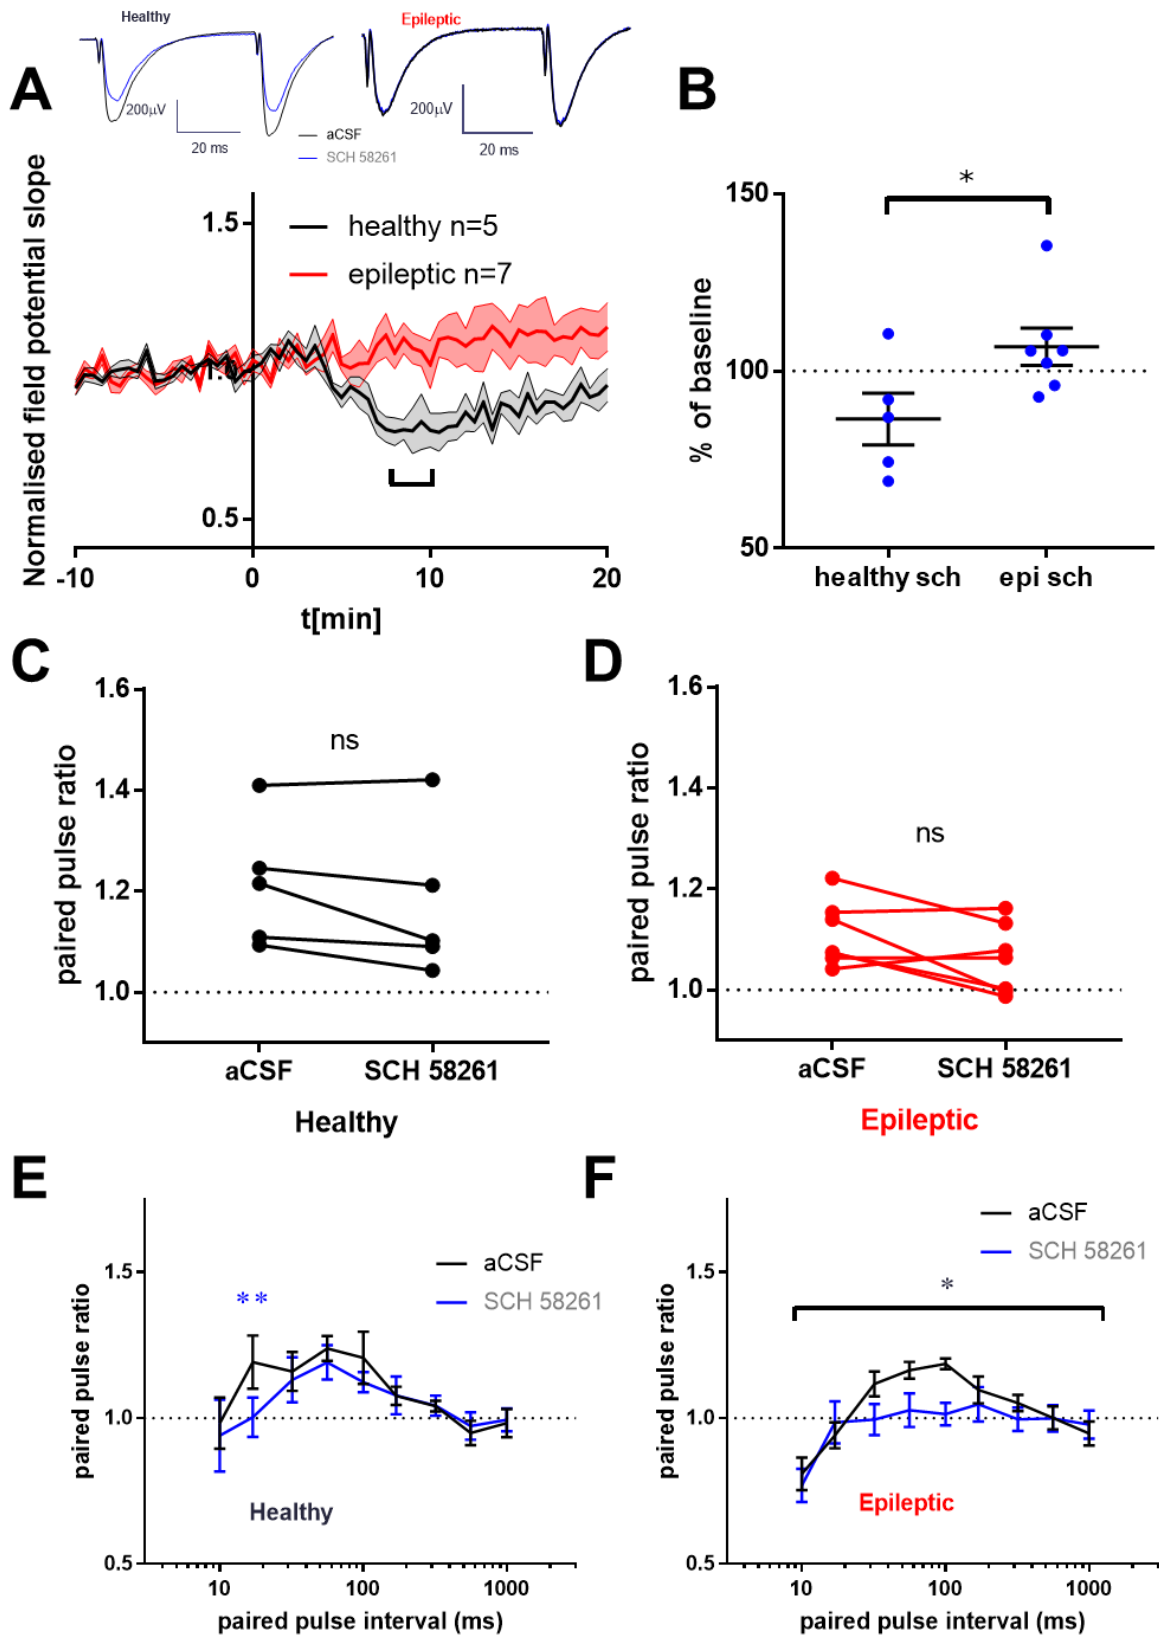 Healthy
Epileptic
A
200µV
20 ms
aCSF
SCH 58261
200µV
20 ms
B
Normalised field potential slope
1.5
1.0
0.5
healthy n=5
epileptic n=7
-10
0
10
20
t[min]
% of baseline
150
100
50
*
healthy sch
epi sch
C
paired pulse ratio
1.6
1.4
1.2
1.0
ns
aCSF
SCH 58261
Healthy
D
paired pulse ratio
1.6
1.4
1.2
1.0
ns
aCSF
SCH 58261
Epileptic
E
paired pulse ratio
1.5
1.0
0.5
**
aCSF
SCH 58261
Healthy
10
100
1000
paired pulse interval (ms)
F
paired pulse ratio
1.5
1.0
0.5
aCSF
SCH 58261
*
Epileptic
10
100
1000
paired pulse interval (ms)